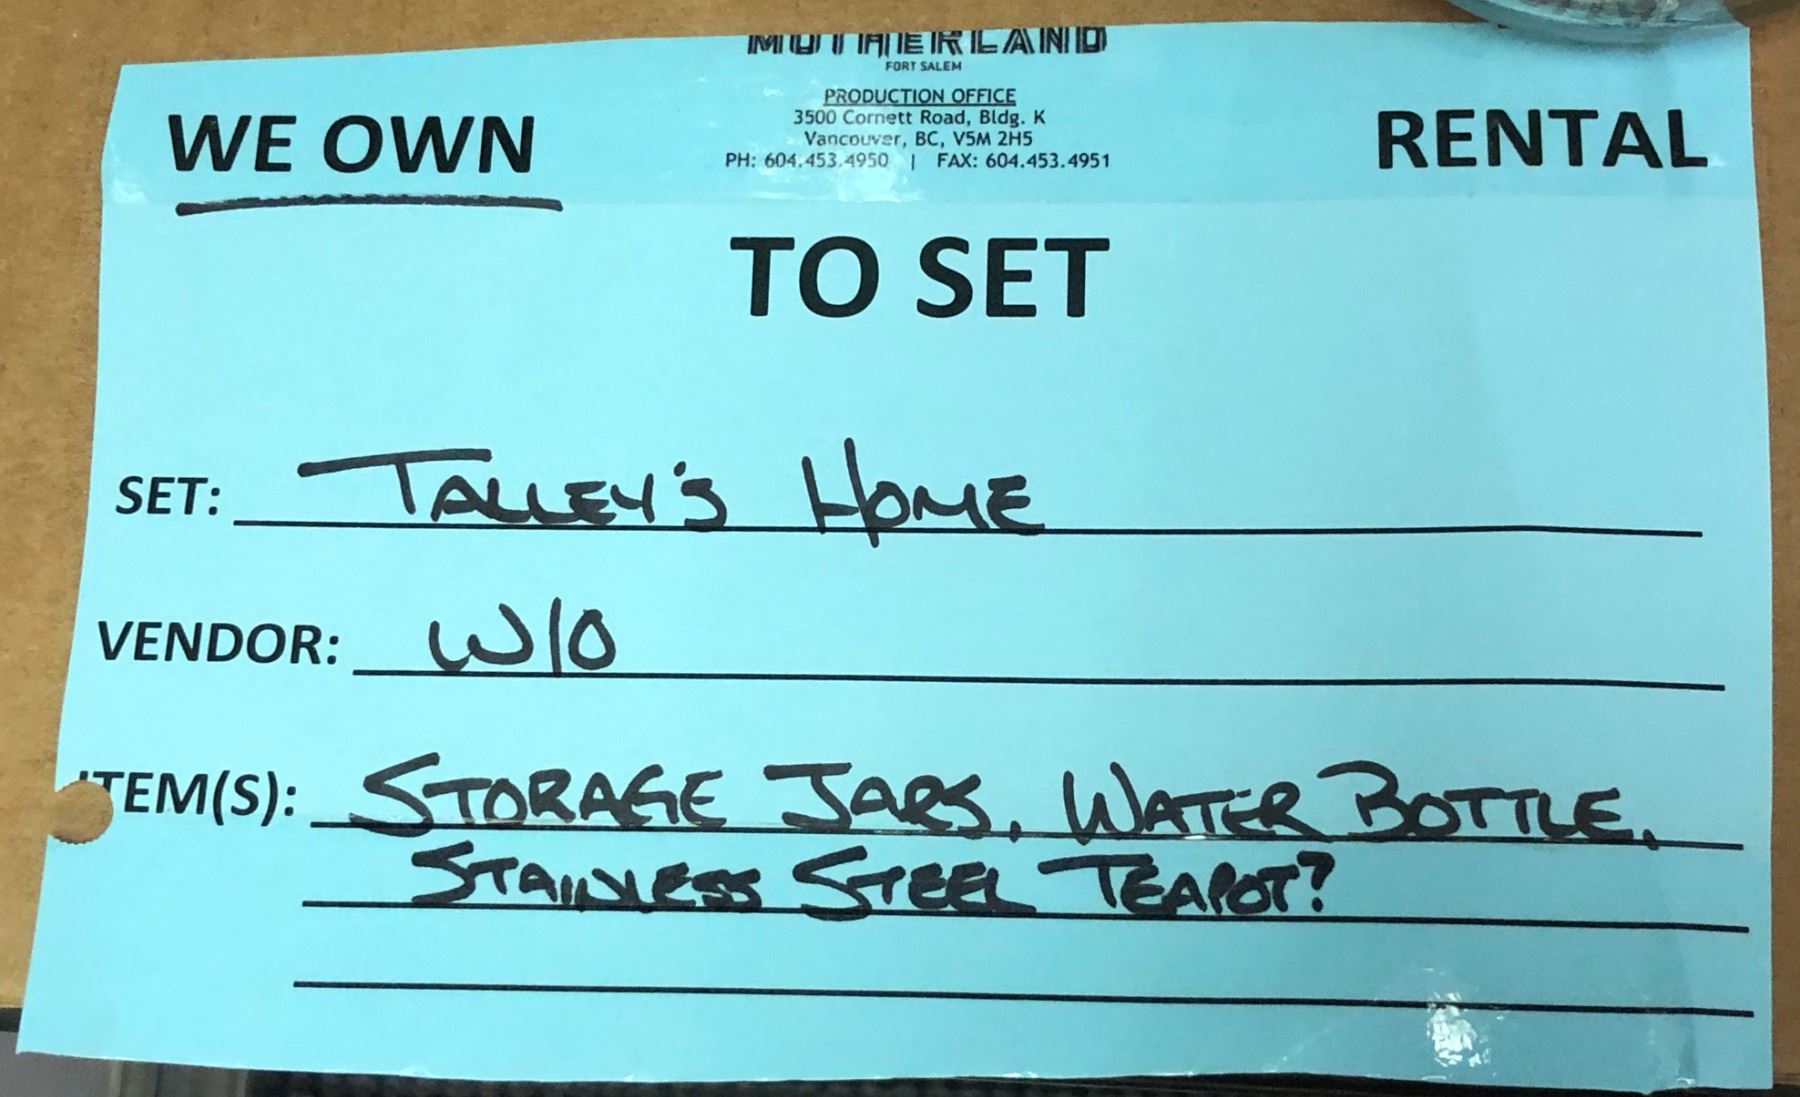 MOTHERLAND
FORT SALEM
PRODUCTION OFFICE
3500 Cornett Road, Bldg. K
Vancouver, BC, V5M 2H5
PH: 604.453.4950 | FAX: 604.453.4951
WE OWN
RENTAL
TO SET
SET: TALLEY'S HOME
VENDOR: W/O
ITEM(S): STORAGE JARS, WATER BOTTLE,
STAINLESS STEEL TEAPOT?